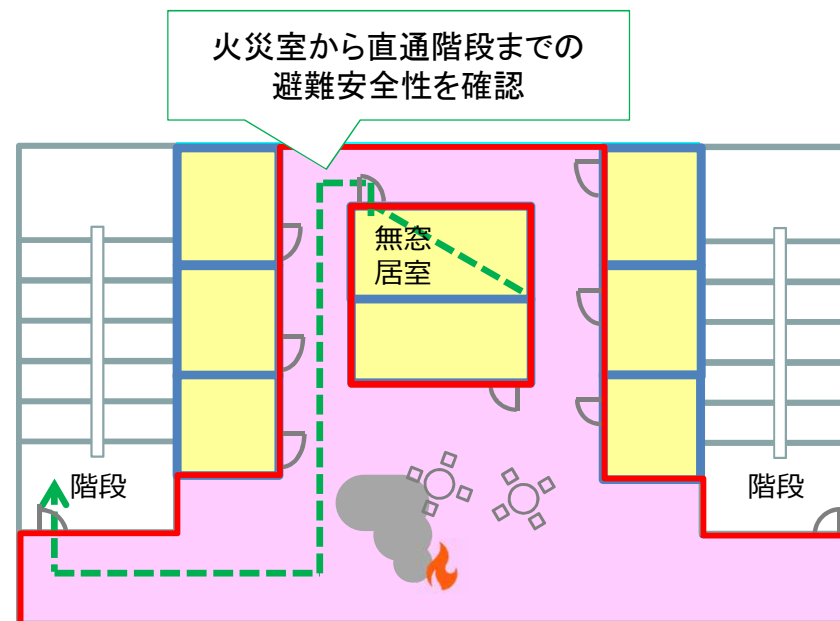 火災室から直通階段までの
避難安全性を確認
無窓
居室
階段
階段